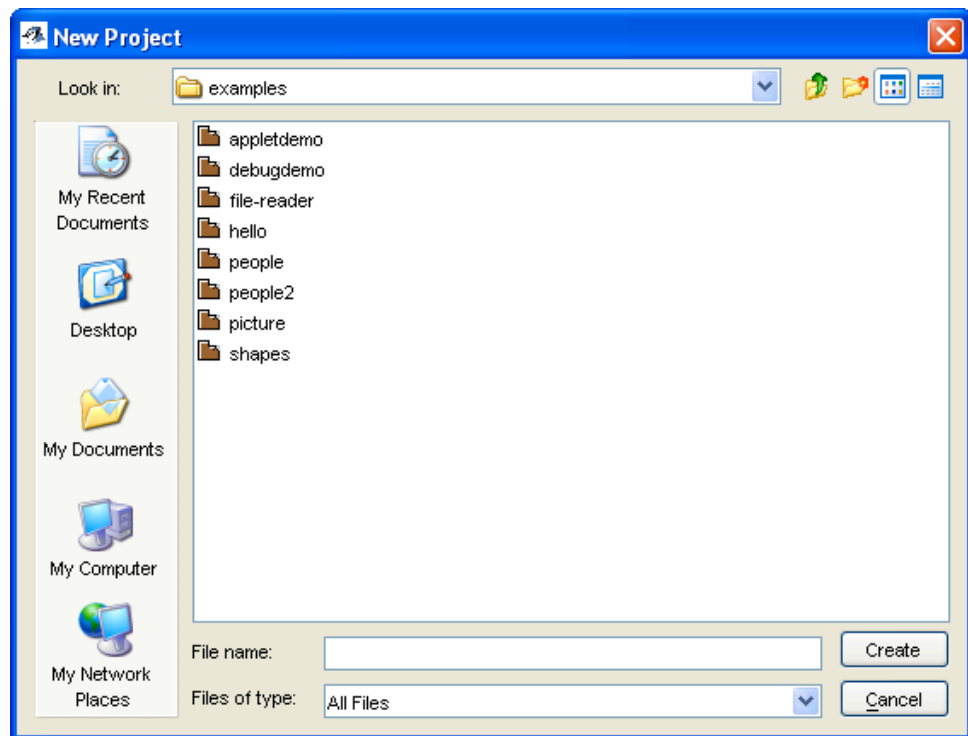 New Project
Look in:
examples
My Recent
Documents
Desktop
My Documents
My Computer
My Network
Places
appletdemo
debugdemo
file-reader
hello
people
people2
picture
shapes
File name:
Create
Files of type:
All Files
Cancel